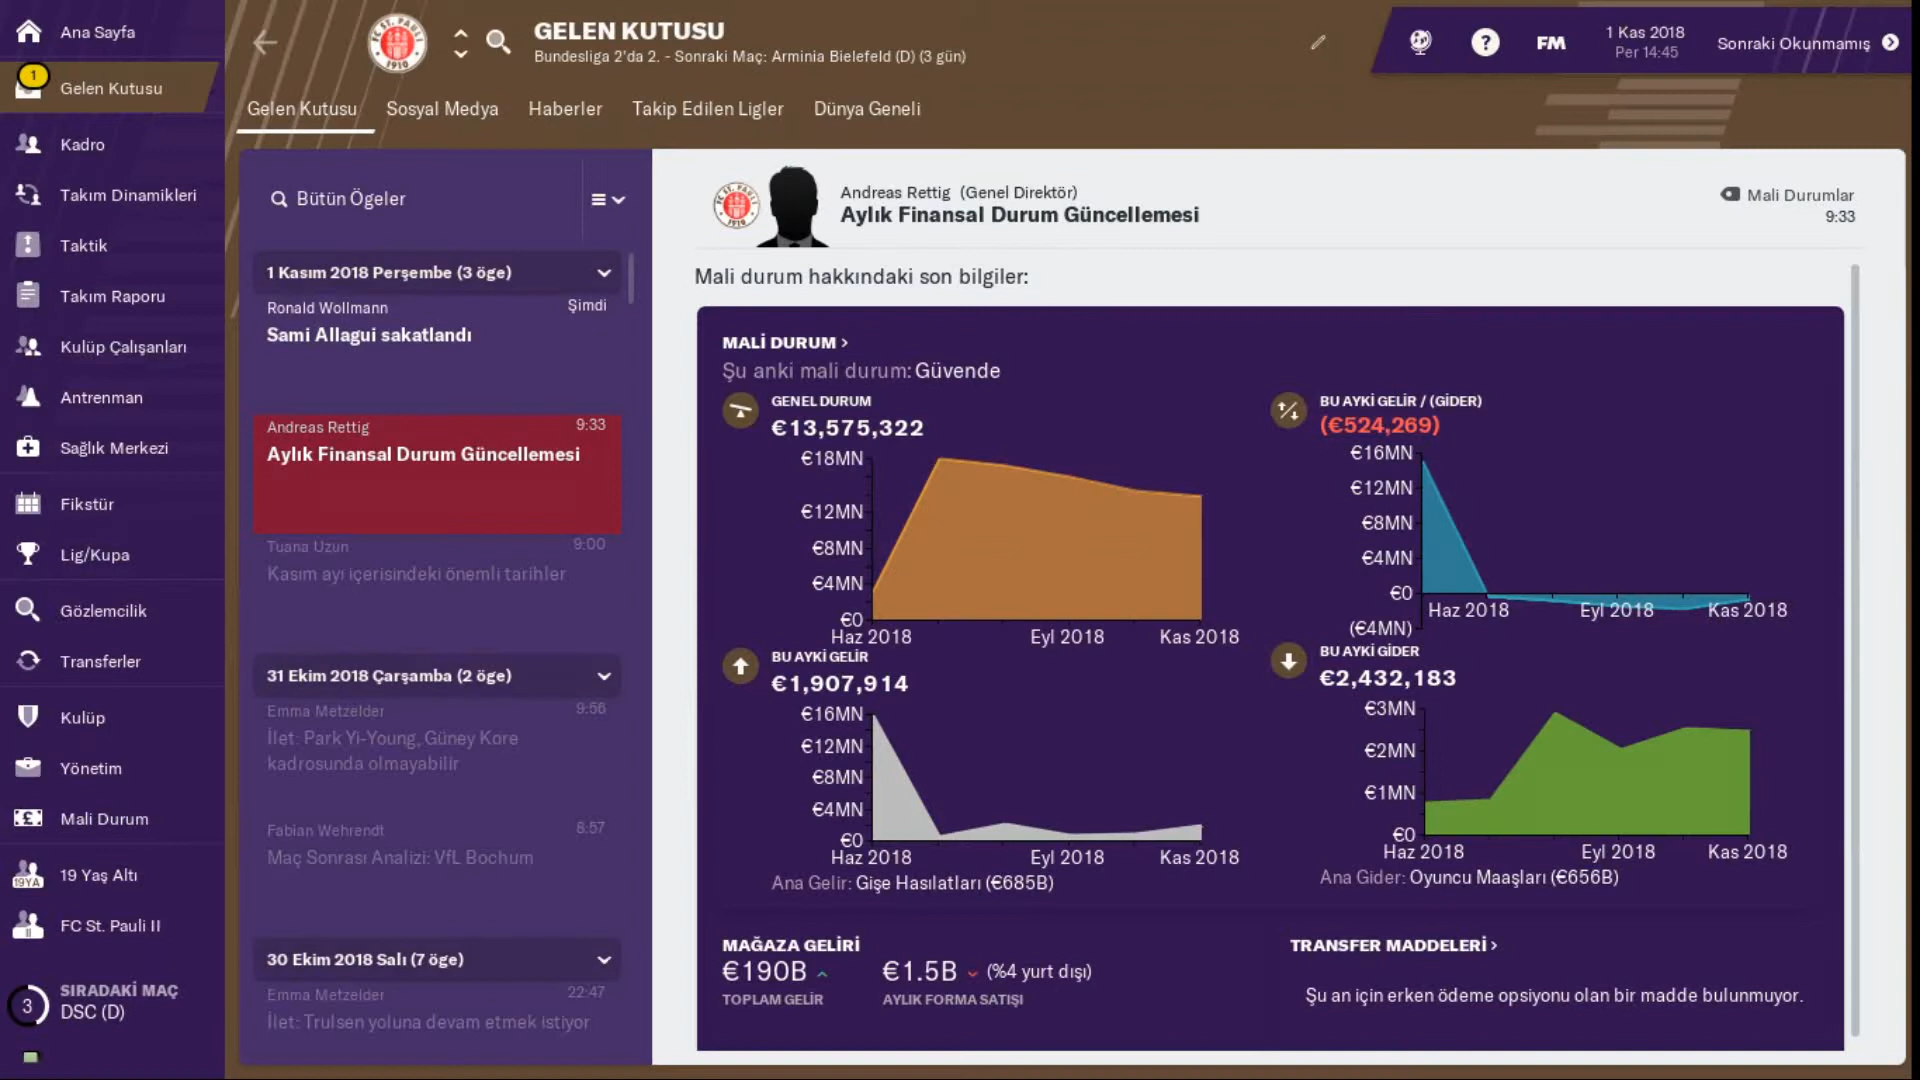 Ana Sayfa
1
Gelen Kutusu
Kadro
Takım Dinamikleri
Taktik
Takım Raporu
Kulüp Çalışanları
Antrenman
Sağlık Merkezi
Fikstür
Lig/Kupa
Gözlemcilik
Transferler
Kulüp
Yönetim
Mali Durum
19YA
19 Yaş Altı
II
FC St. Pauli II
3
SIRADAKİ MAÇ
DSC (D)
FC ST. PAULI
1910
GELEN KUTUSU
Bundesliga 2'da 2. - Sonraki Maç: Arminia Bielefeld (D) (3 gün)
?
FM
1 Kas 2018
Per 14:45
Sonraki Okunmamış
Gelen Kutusu
Sosyal Medya
Haberler
Takip Edilen Ligler
Dünya Geneli
Bütün Ögeler
1 Kasım 2018 Perşembe (3 öge)
Ronald Wollmann
Şimdi
Sami Allagui sakatlandı
Andreas Rettig
9:33
Aylık Finansal Durum Güncellemesi
Tuana Uzun
9:00
Kasım ayı içerisindeki önemli tarihler
31 Ekim 2018 Çarşamba (2 öge)
Emma Metzelder
9:56
İlet: Park Yi-Young, Güney Kore
kadrosunda olmayabilir
Fabian Wehrendt
8:57
Maç Sonrası Analizi: VfL Bochum
30 Ekim 2018 Salı (7 öge)
Emma Metzelder
22:47
İlet: Trulsen yoluna devam etmek istiyor
FC ST. PAULI
1910
Andreas Rettig (Genel Direktör)
Aylık Finansal Durum Güncellemesi
Mali Durumlar
9:33
Mali durum hakkındaki son bilgiler:
MALİ DURUM >
Şu anki mali durum: Güvende
GENEL DURUM
€13,575,322
€18MN
€12MN
€8MN
€4MN
€0
Haz 2018
Eyl 2018
Kas 2018
BU AYKİ GELİR / (GİDER)
(€524,269)
€16MN
€12MN
€8MN
€4MN
€0
(€4MN)
Haz 2018
Eyl 2018
Kas 2018
BU AYKİ GELİR
€1,907,914
€16MN
€12MN
€8MN
€4MN
€0
Haz 2018
Eyl 2018
Kas 2018
Ana Gelir: Gişe Hasılatları (€685B)
BU AYKİ GİDER
€2,432,183
€3MN
€2MN
€1MN
€0
Haz 2018
Eyl 2018
Kas 2018
Ana Gider: Oyuncu Maaşları (€656B)
MAĞAZA GELİRİ
€190B
TOPLAM GELİR
€1.5B
(%4 yurt dışı)
AYLIK FORMA SATIŞI
TRANSFER MADDELERİ >
Şu an için erken ödeme opsiyonu olan bir madde bulunmuyor.